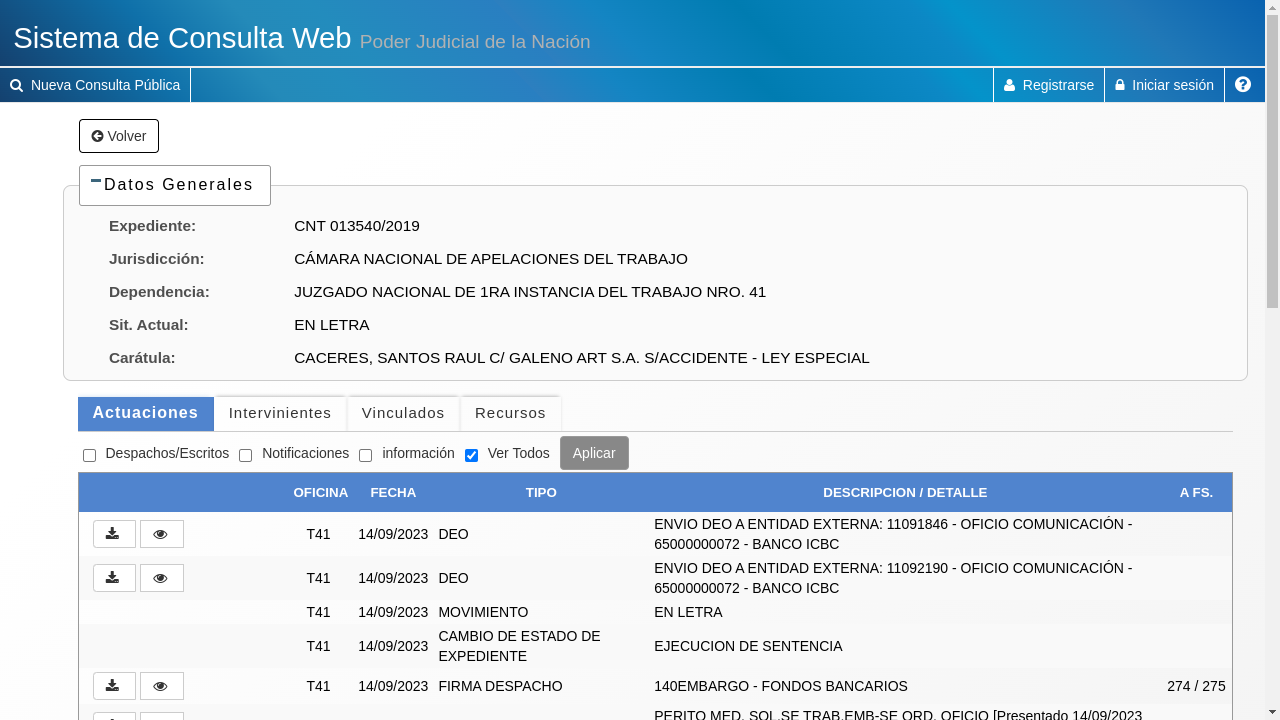 Sistema de Consulta Web Poder Judicial de la Nación
Nueva Consulta Pública Registrarse Iniciar sesión
Volver
Datos Generales
Expediente: CNT 013540/2019
Jurisdicción: CÁMARA NACIONAL DE APELACIONES DEL TRABAJO
Dependencia: JUZGADO NACIONAL DE 1RA INSTANCIA DEL TRABAJO NRO. 41
Sit. Actual: EN LETRA
Carátula: CACERES, SANTOS RAUL C/ GALENO ART S.A. S/ACCIDENTE - LEY ESPECIAL
Actuaciones Intervinientes Vinculados Recursos
Despachos/Escritos Notificaciones información Ver Todos Aplicar
OFICINA FECHA TIPO DESCRIPCION / DETALLE A FS.
T41 14/09/2023 DEO ENVIO DEO A ENTIDAD EXTERNA: 11091846 - OFICIO COMUNICACIÓN -
65000000072 - BANCO ICBC
T41 14/09/2023 DEO ENVIO DEO A ENTIDAD EXTERNA: 11092190 - OFICIO COMUNICACIÓN -
65000000072 - BANCO ICBC
T41 14/09/2023 MOVIMIENTO EN LETRA
T41 14/09/2023 CAMBIO DE ESTADO DE
EXPEDIENTE EJECUCION DE SENTENCIA
T41 14/09/2023 FIRMA DESPACHO 140EMBARGO - FONDOS BANCARIOS 274 / 275
PERITO MED. SOL.SE TRAB.EMB-SE ORD. OFICIO [Presentado 14/09/2023